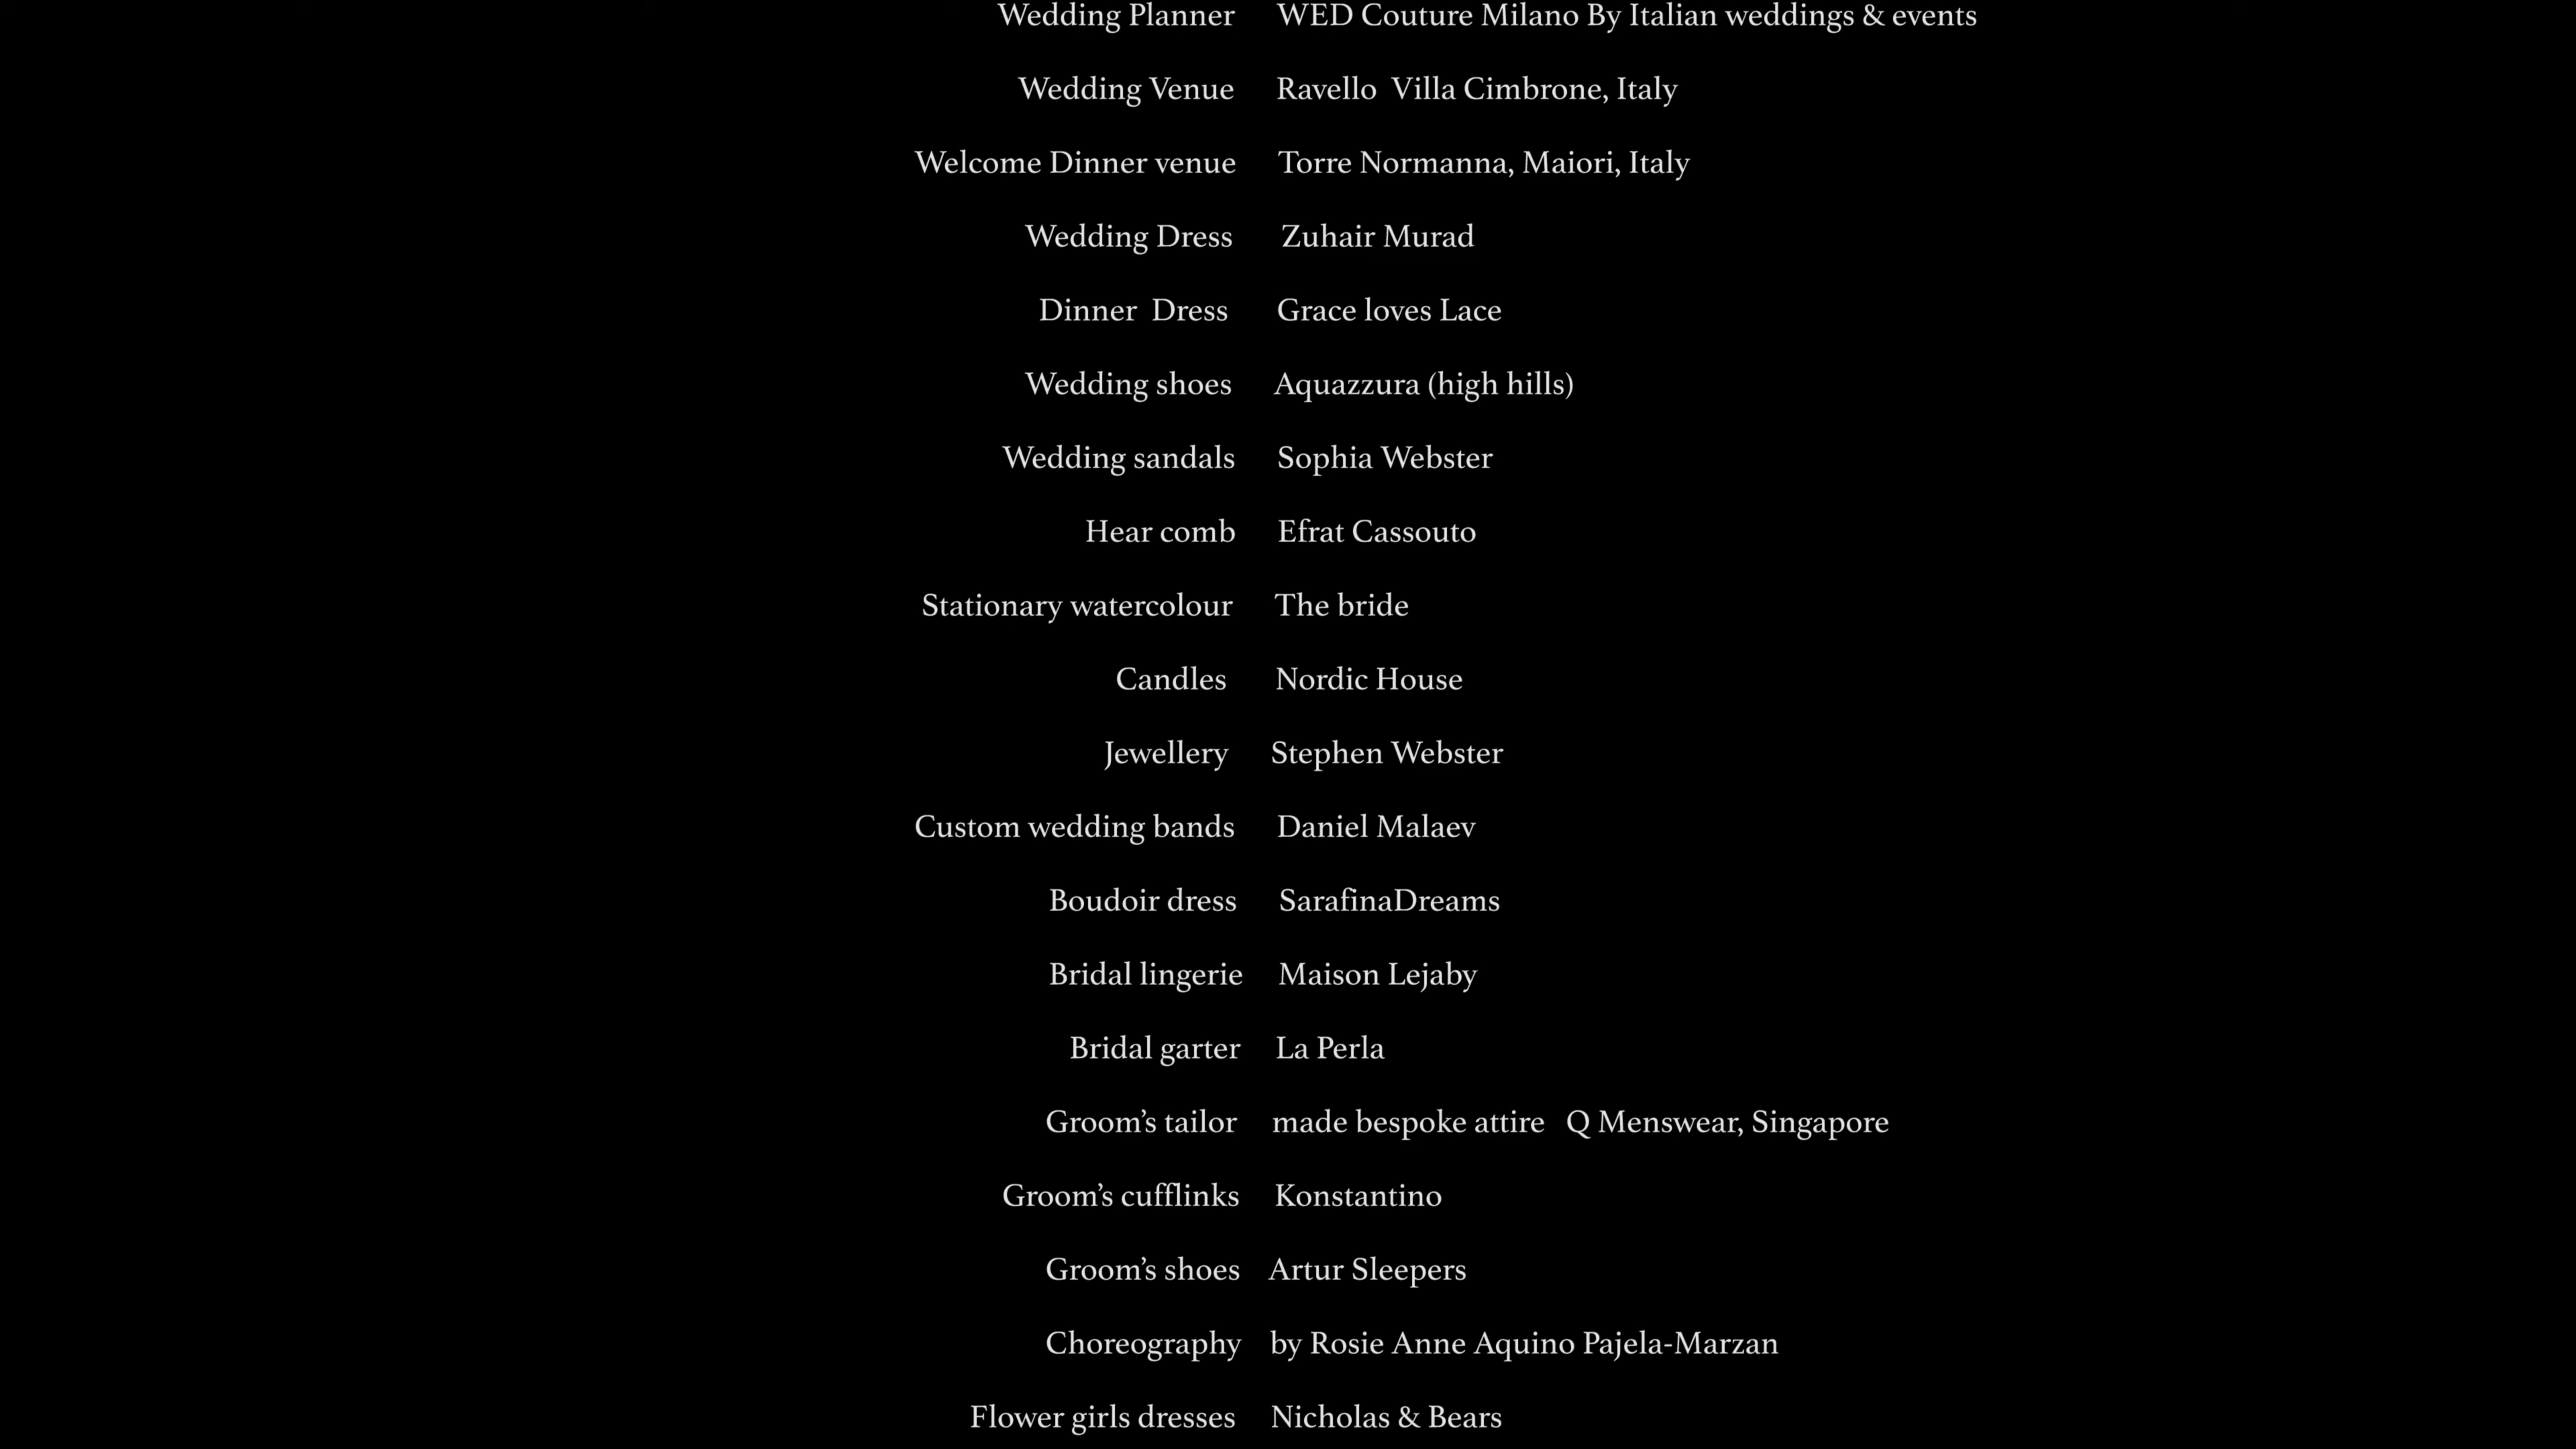 Wedding Planner WED Couture Milano By Italian weddings & events
Wedding Venue Ravello Villa Cimbrone, Italy
Welcome Dinner venue Torre Normanna, Maiori, Italy
Wedding Dress Zuhair Murad
Dinner Dress Grace loves Lace
Wedding shoes Aquazzura (high hills)
Wedding sandals Sophia Webster
Hear comb Efrat Cassouto
Stationary watercolour The bride
Candles Nordic House
Jewellery Stephen Webster
Custom wedding bands Daniel Malaev
Boudoir dress SarafinaDreams
Bridal lingerie Maison Lejaby
Bridal garter La Perla
Groom’s tailor made bespoke attire Q Menswear, Singapore
Groom’s cufflinks Konstantino
Groom’s shoes Artur Sleepers
Choreography by Rosie Anne Aquino Pajela-Marzan
Flower girls dresses Nicholas & Bears